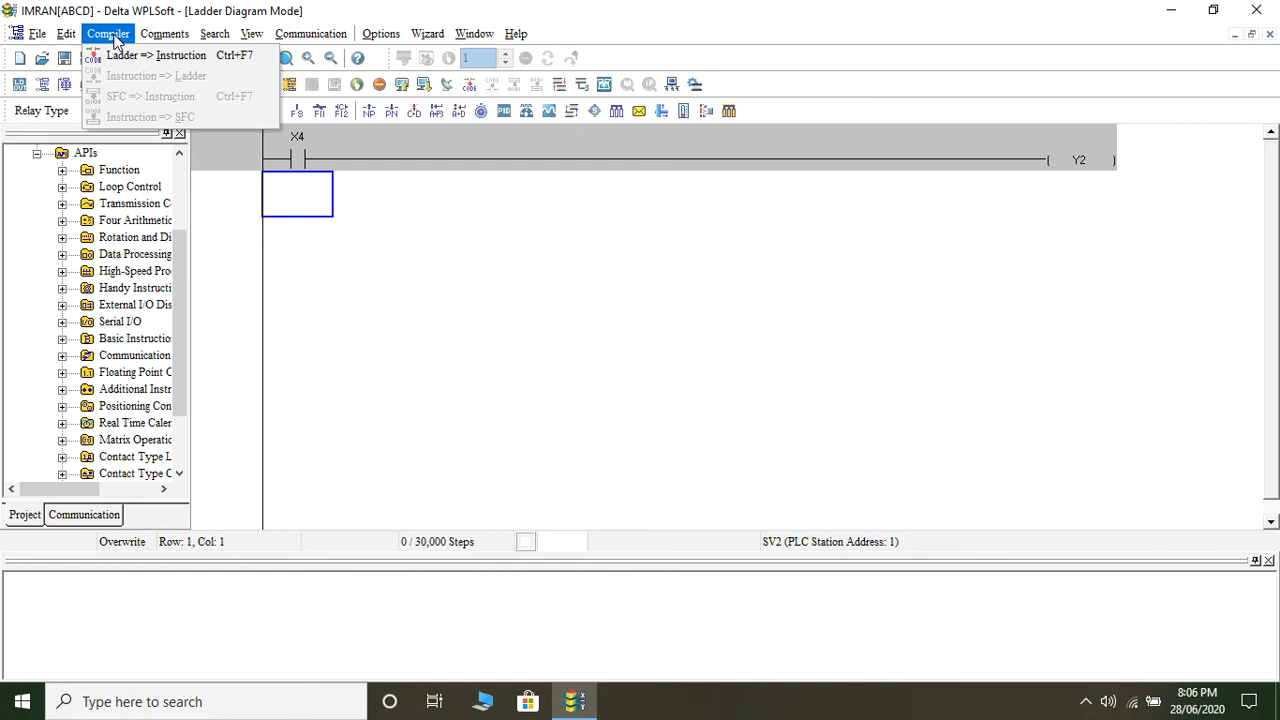 IMRAN[ABCD] - Delta WPLSoft - [Ladder Diagram Mode]
File Edit Compiler Comments Search View Communication Options Wizard Window Help
Ladder => Instruction Ctrl+F7
CODE
1
Instruction => Ladder
SFC => Instruction Ctrl+F7
Relay Type
Instruction => SFC
X4
Y2
APIs
Function
Loop Control
Transmission C
Four Arithmetic
Rotation and Di
Data Processing
High-Speed Pro
Handy Instructi
External I/O Dis
Serial I/O
Basic Instructio
Communication
Floating Point C
Additional Instr
Positioning Con
Real Time Caler
Matrix Operatic
Contact Type L
Contact Type C
Project Communication
Overwrite Row: 1, Col: 1 0 / 30,000 Steps SV2 (PLC Station Address: 1)
Type here to search
8:06 PM
28/06/2020